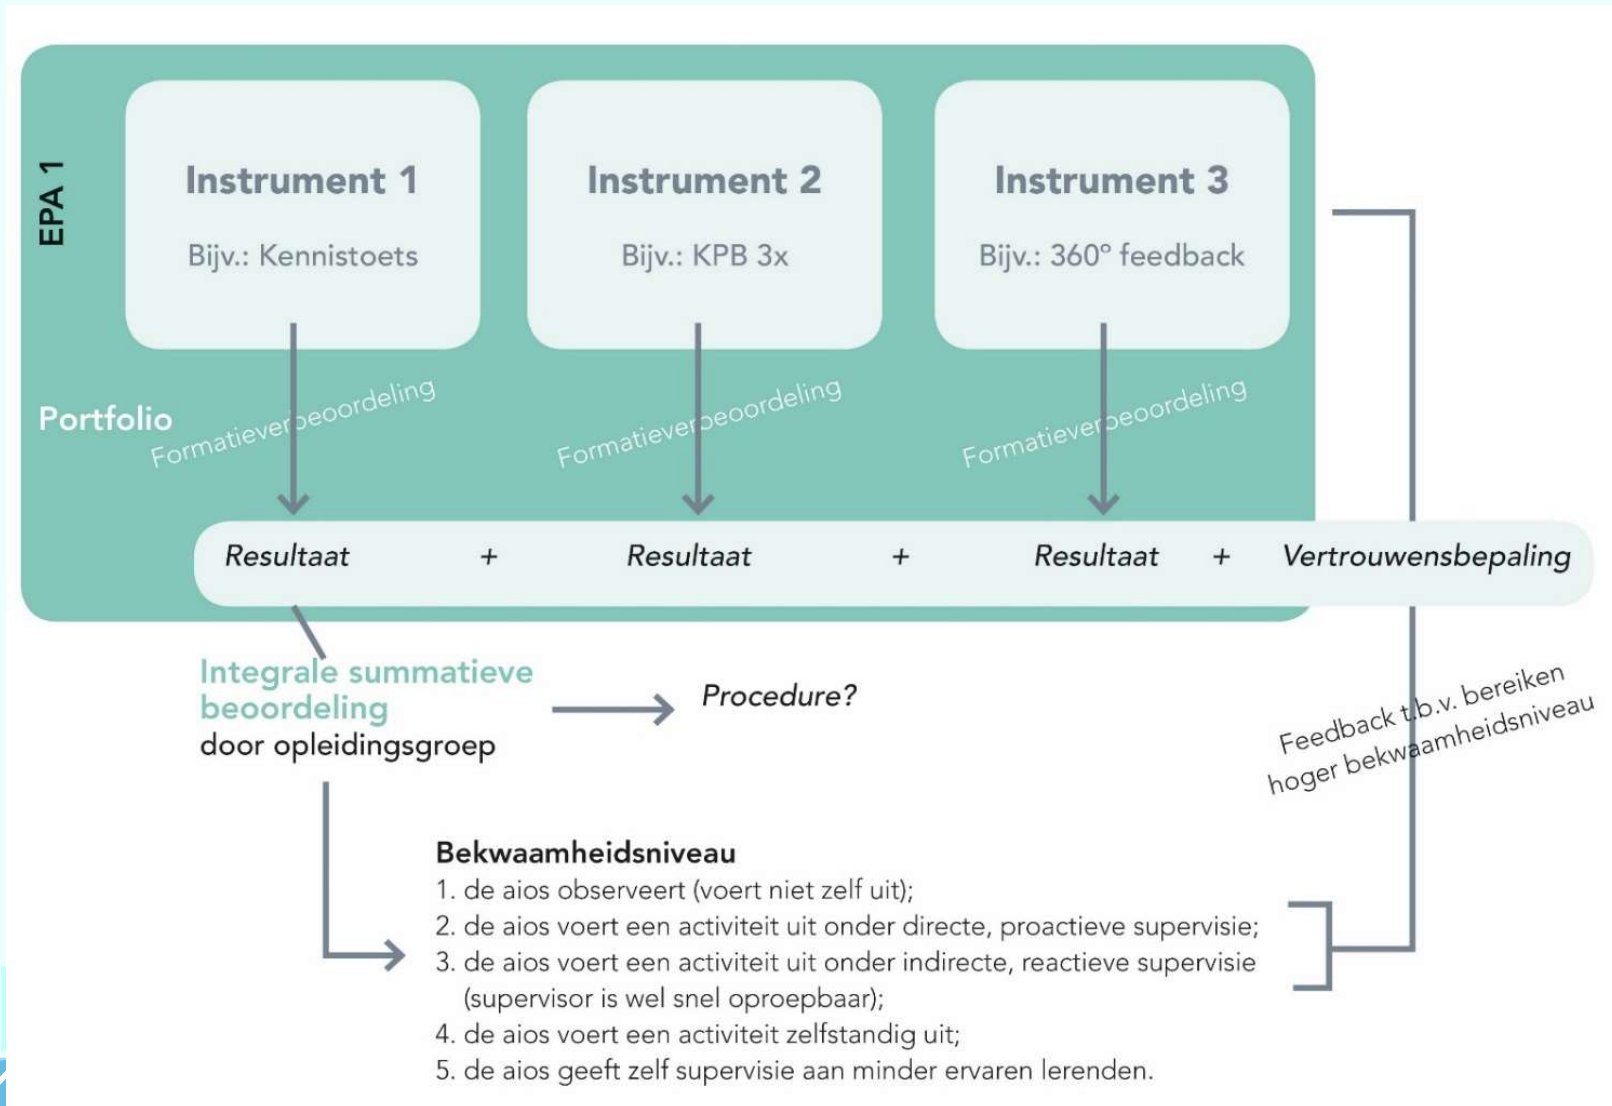 EPA 1
Instrument 1
Bijv.: Kennistoets
Instrument 2
Bijv.: KPB 3x
Instrument 3
Bijv.: 360º feedback
Portfolio
Formatieve beoordeling
Formatieve beoordeling
Formatieve beoordeling
Resultaat + Resultaat + Resultaat + Vertrouwensbepaling
Integrale summatieve
beoordeling
door opleidingsgroep
Procedure?
Feedback t.b.v. bereiken
hoger bekwaamheidsniveau
Bekwaamheidsniveau
1. de aios observeert (voert niet zelf uit);
2. de aios voert een activiteit uit onder directe, proactieve supervisie;
3. de aios voert een activiteit uit onder indirecte, reactieve supervisie
(supervisor is wel snel oproepbaar);
4. de aios voert een activiteit zelfstandig uit;
5. de aios geeft zelf supervisie aan minder ervaren lerenden.